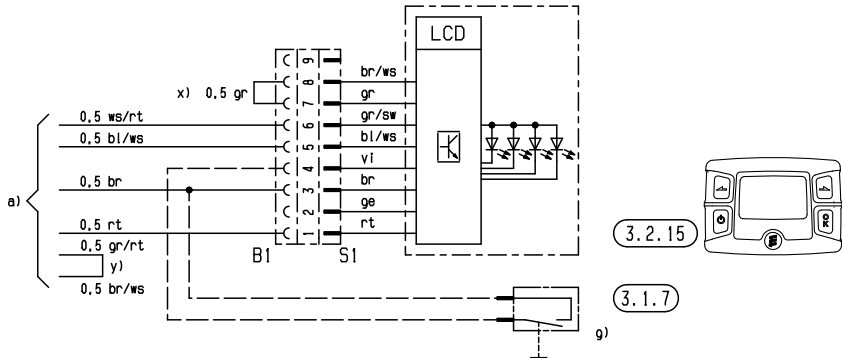 LCD
9
8
7
6
5
4
3
2
1
br/ws
gr
gr/sw
bl/ws
vi
br
ge
rt
x) 0.5 gr
0.5 ws/rt
0.5 bl/ws
a)
0.5 br
0.5 rt
0.5 gr/rt
y)
0.5 br/ws
B1
S1
3.2.15
OK
3.1.7
g)